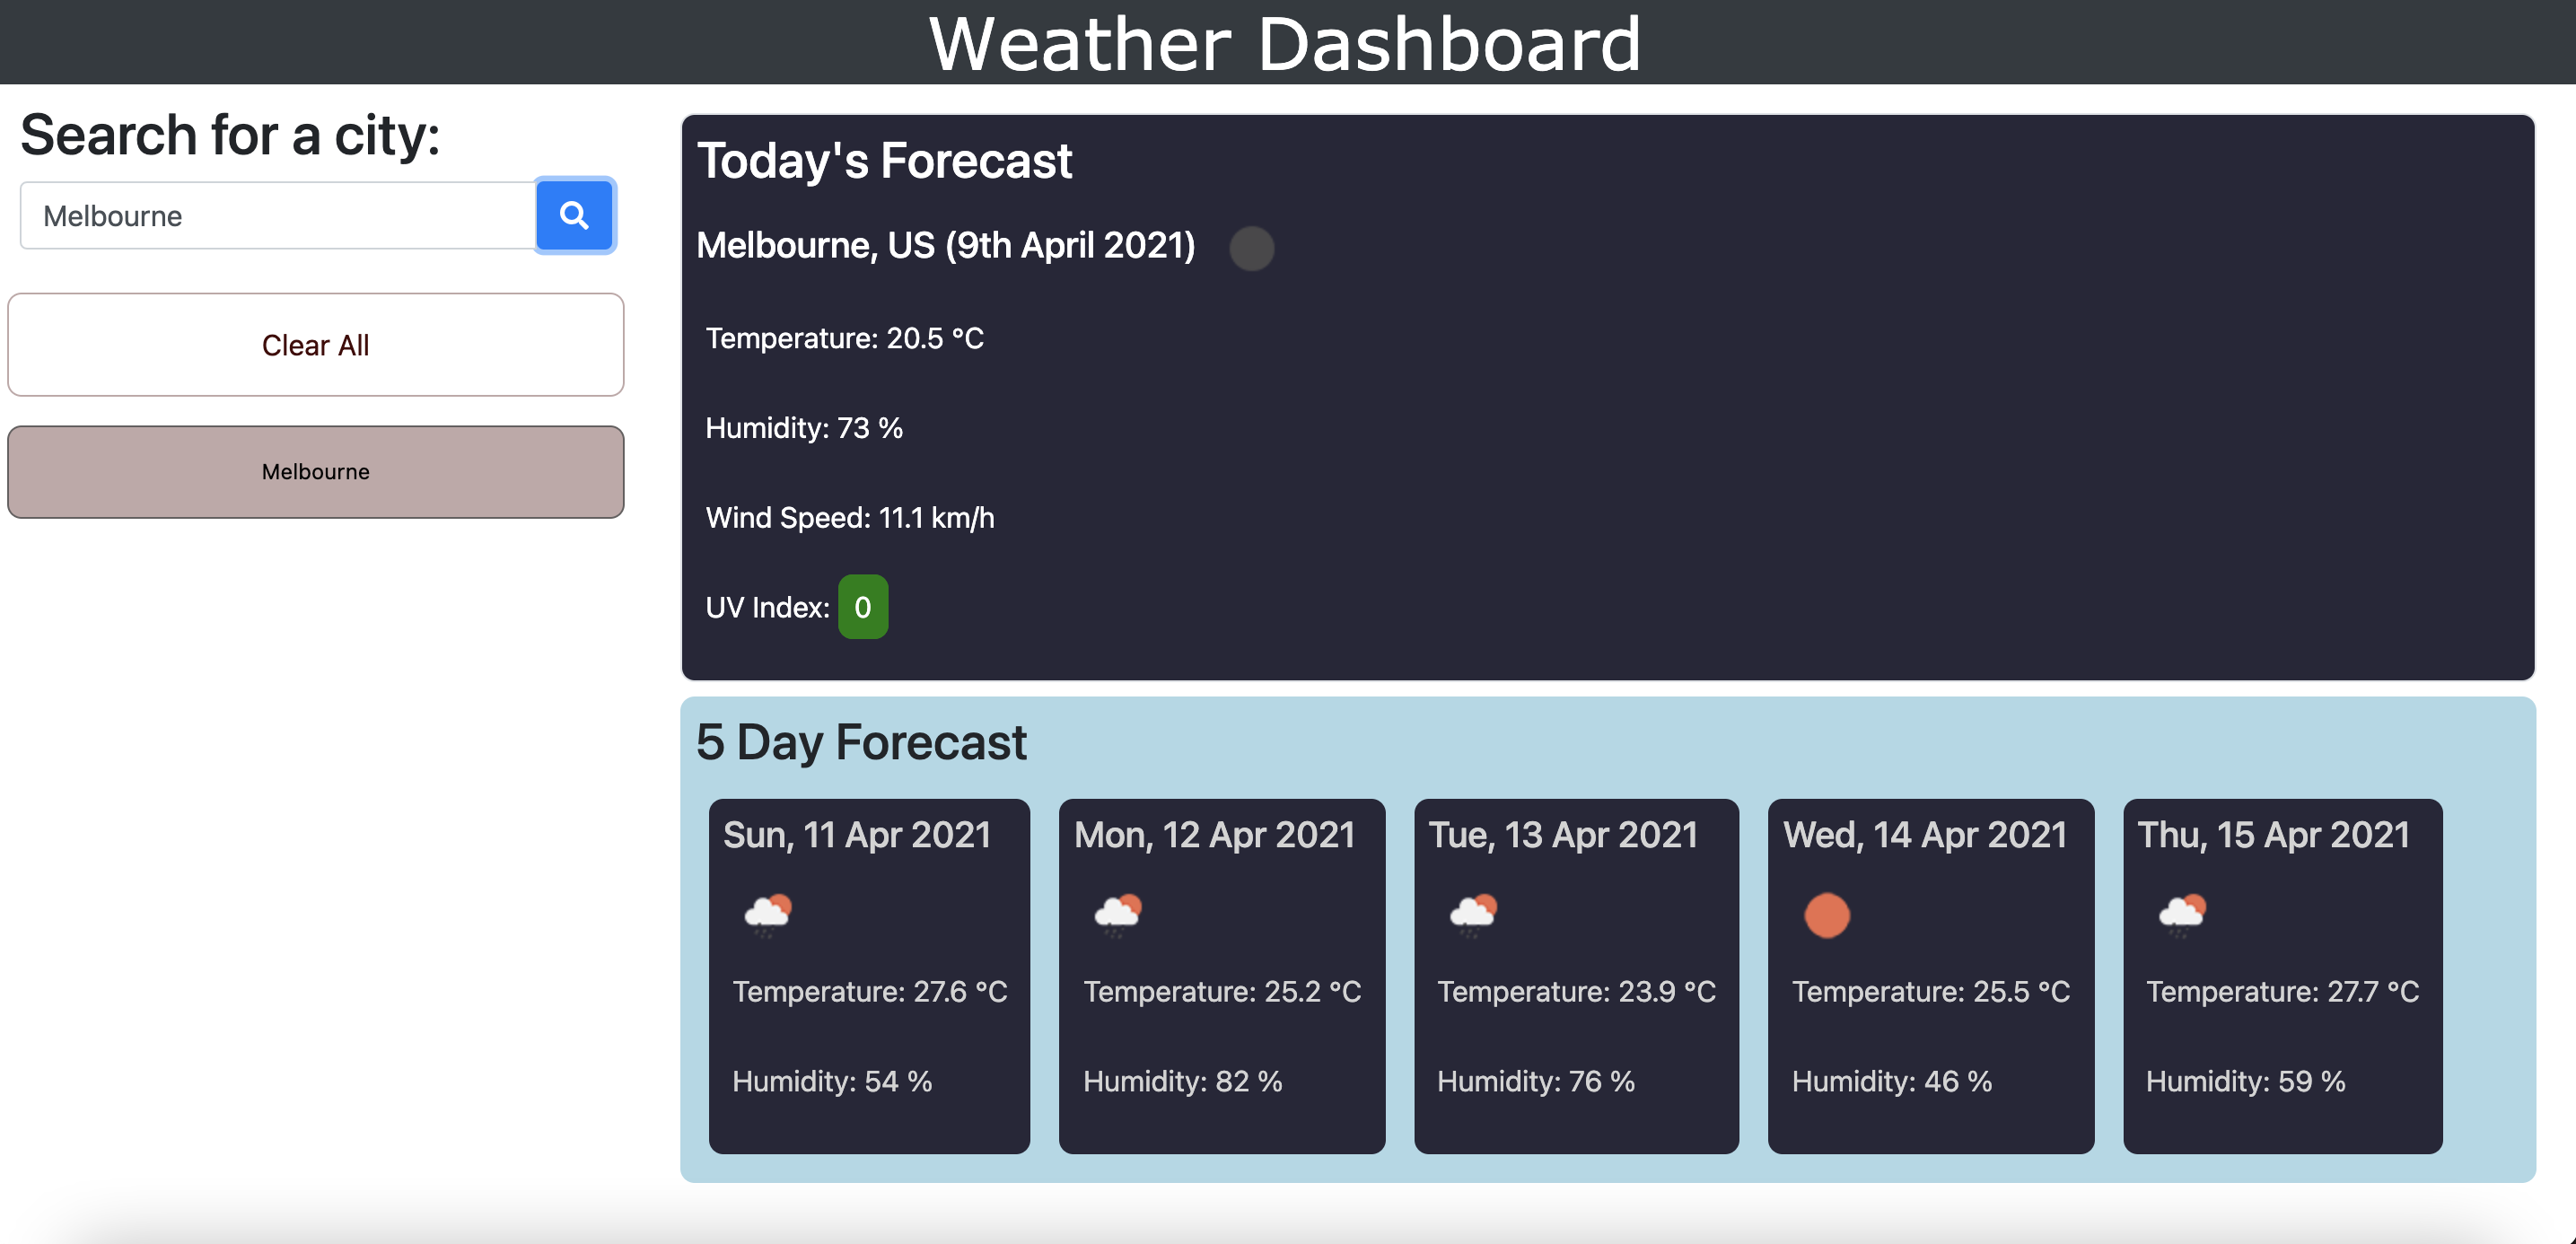 Weather Dashboard
Search for a city:
Melbourne
Clear All
Melbourne
Today's Forecast
Melbourne, US (9th April 2021)
Temperature: 20.5 °C
Humidity: 73 %
Wind Speed: 11.1 km/h
UV Index: 0
5 Day Forecast
Sun, 11 Apr 2021
Temperature: 27.6 °C
Humidity: 54 %
Mon, 12 Apr 2021
Temperature: 25.2 °C
Humidity: 82 %
Tue, 13 Apr 2021
Temperature: 23.9 °C
Humidity: 76 %
Wed, 14 Apr 2021
Temperature: 25.5 °C
Humidity: 46 %
Thu, 15 Apr 2021
Temperature: 27.7 °C
Humidity: 59 %